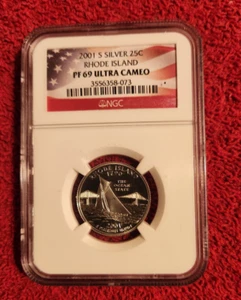 2001 S SILVER 25C
RHODE ISLAND
PF 69 ULTRA CAMEO
3556358-073
NGC
RHODE ISLAND
1790
THE
OCEAN
STATE
2001